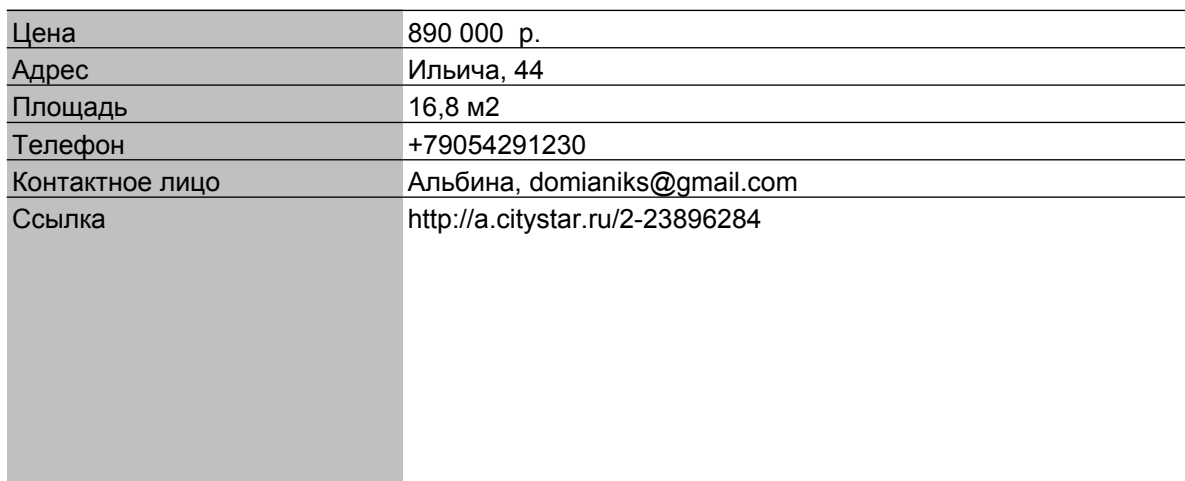 Цена 890 000 р.
Адрес Ильича, 44
Площадь 16,8 м2
Телефон +79054291230
Контактное лицо Альбина, domianiks@gmail.com
Ссылка http://a.citystar.ru/2-23896284